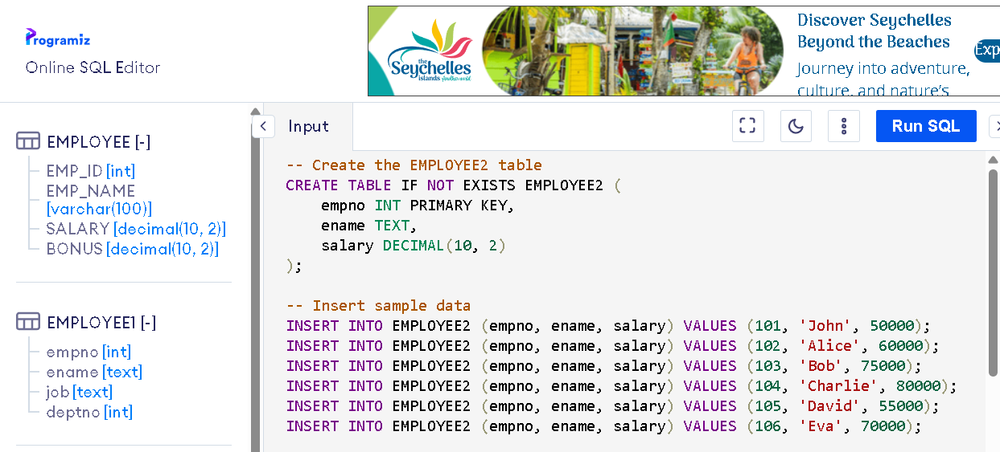 Programiz
Online SQL Editor
the
Seychelles
islands Another world
Discover Seychelles
Beyond the Beaches
Journey into adventure,
culture, and nature's
Exp
EMPLOYEE [-]
EMP_ID [int]
EMP_NAME
[varchar(100)]
SALARY [decimal(10, 2)]
BONUS [decimal(10, 2)]
EMPLOYEE1 [-]
empno [int]
ename [text]
job [text]
deptno [int]
Input
Run SQL
-- Create the EMPLOYEE2 table
CREATE TABLE IF NOT EXISTS EMPLOYEE2 (
    empno INT PRIMARY KEY,
    ename TEXT,
    salary DECIMAL(10, 2)
);
-- Insert sample data
INSERT INTO EMPLOYEE2 (empno, ename, salary) VALUES (101, 'John', 50000);
INSERT INTO EMPLOYEE2 (empno, ename, salary) VALUES (102, 'Alice', 60000);
INSERT INTO EMPLOYEE2 (empno, ename, salary) VALUES (103, 'Bob', 75000);
INSERT INTO EMPLOYEE2 (empno, ename, salary) VALUES (104, 'Charlie', 80000);
INSERT INTO EMPLOYEE2 (empno, ename, salary) VALUES (105, 'David', 55000);
INSERT INTO EMPLOYEE2 (empno, ename, salary) VALUES (106, 'Eva', 70000);